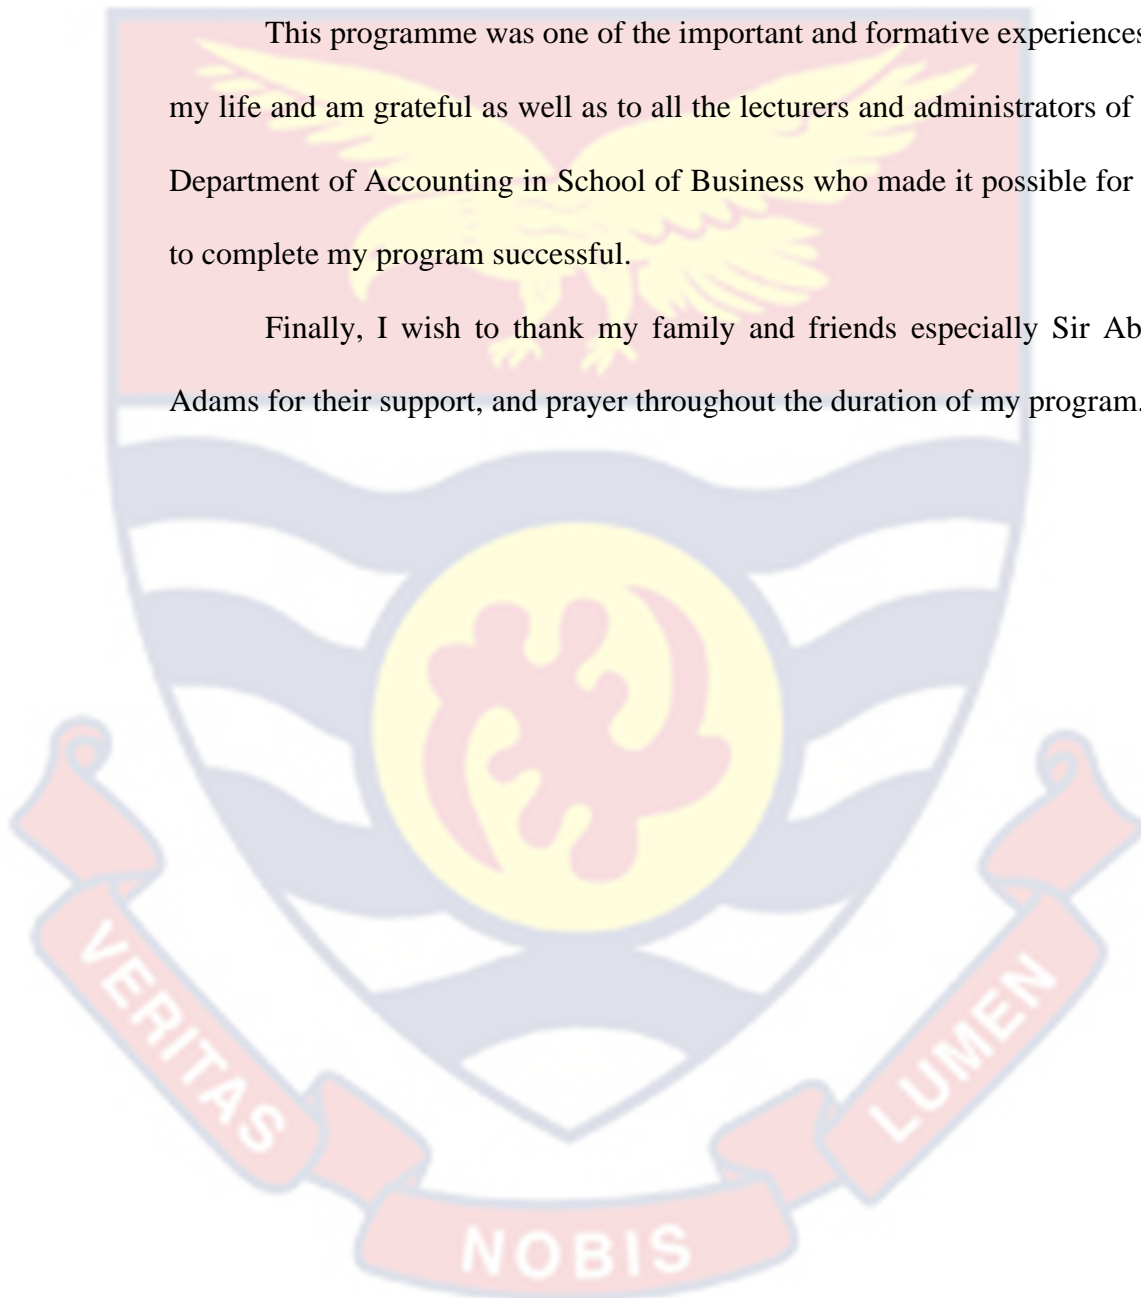 This programme was one of the important and formative experiences
my life and am grateful as well as to all the lecturers and administrators of
Department of Accounting in School of Business who made it possible for
to complete my program successful.
Finally, I wish to thank my family and friends especially Sir Ab
Adams for their support, and prayer throughout the duration of my program.
VERITAS
NOBIS
LUMEN